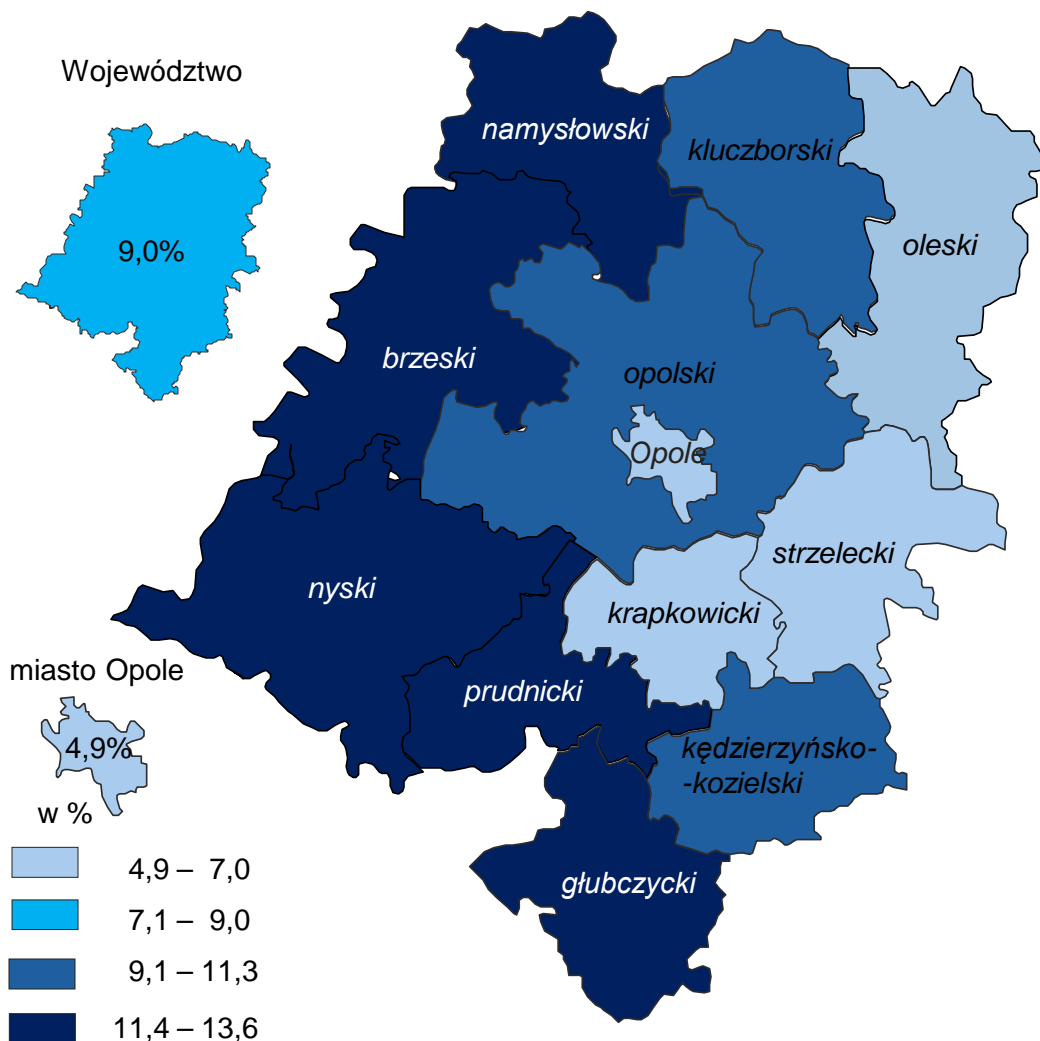 Województwo
9,0%
namysłowski
kluczborski
oleski
brzeski
opolski
Opole
strzelecki
nyski
krapkowicki
prudnicki
kędzierzyńsko-
-kozielski
głubczycki
miasto Opole
4,9%
w %
4,9 – 7,0
7,1 – 9,0
9,1 – 11,3
11,4 – 13,6